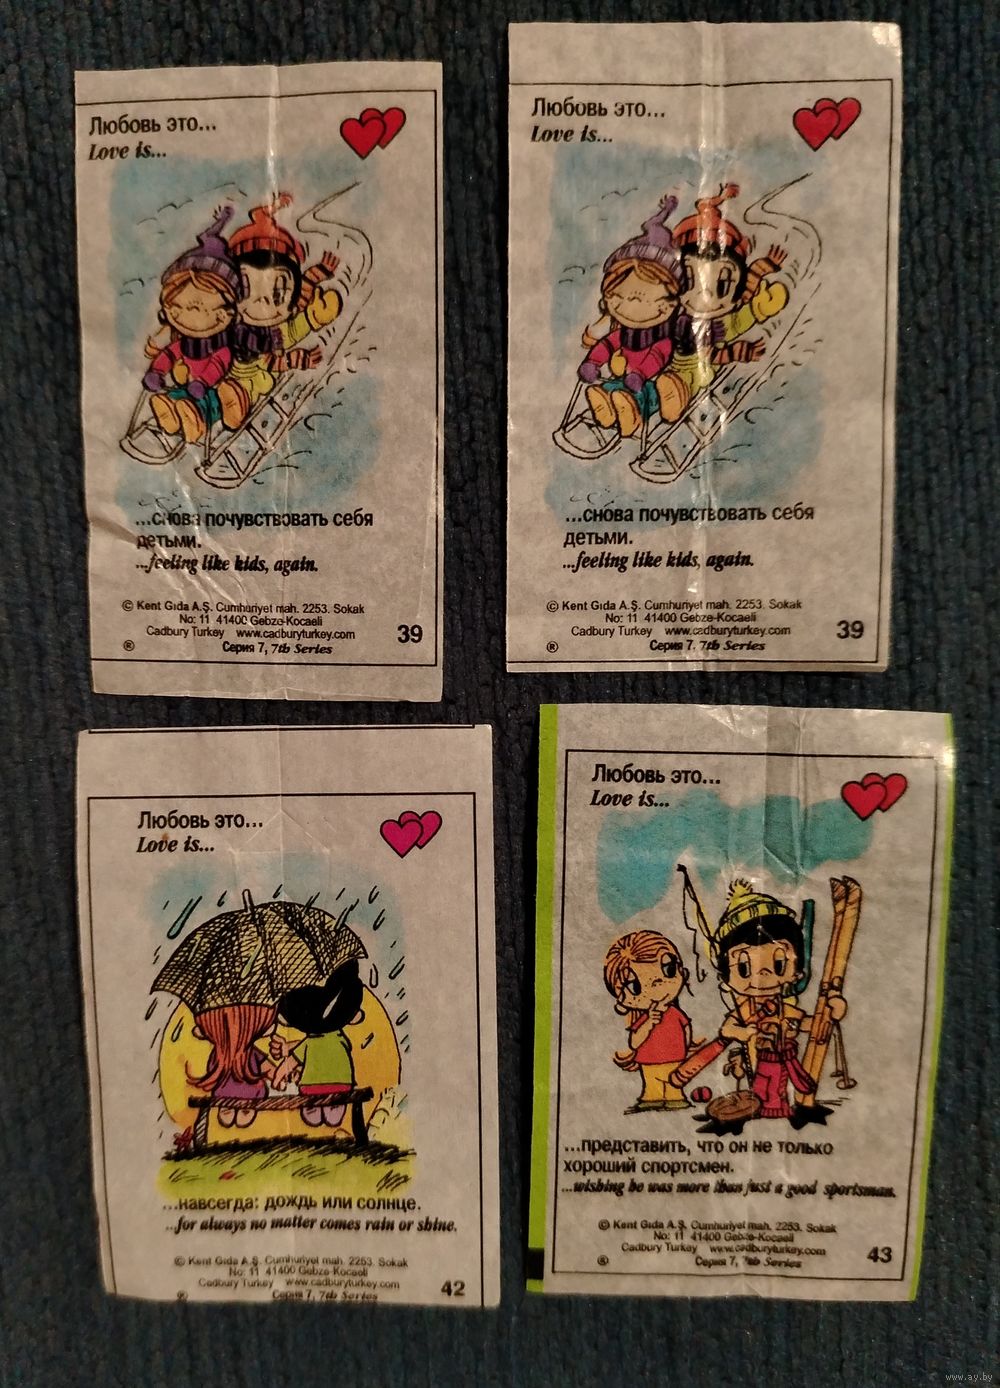 Любовь это...
Love is...
...снова почувствовать себя
детьми.
...feeling like kids, again.
© Kent Gıda A.Ş. Cumhuriyet mah. 2253. Sokak
No: 11 41400 Gebze-Kocaeli
Cadbury Turkey www.cadburyturkey.com
® Серия 7, 7th Series
39
Любовь это...
Love is...
...снова почувствовать себя
детьми.
...feeling like kids, again.
© Kent Gıda A.Ş. Cumhuriyet mah. 2253. Sokak
No: 11 41400 Gebze-Kocaeli
Cadbury Turkey www.cadburyturkey.com
® Серия 7, 7th Series
39
Любовь это...
Love is...
...навсегда: дождь или солнце.
...for always no matter comes rain or shine.
© Kent Gıda A.Ş. Cumhuriyet mah. 2253. Sokak
No: 11 41400 Gebze-Kocaeli
Cadbury Turkey www.cadburyturkey.com
® Серия 7, 7th Series
42
Любовь это...
Love is...
...представить, что он не только
хороший спортсмен.
...wishing he was more than just a good sportsman.
© Kent Gıda A.Ş. Cumhuriyet mah. 2253. Sokak
No: 11 41400 Gebze-Kocaeli
Cadbury Turkey www.cadburyturkey.com
® Серия 7, 7th Series
43
www.ay.by